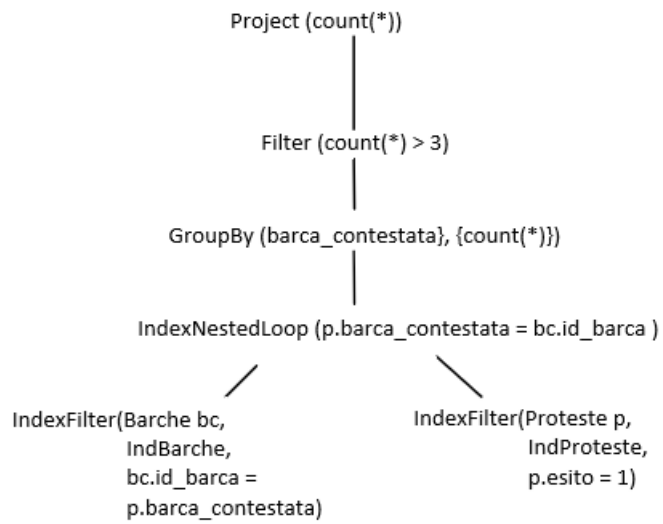 Project (count(*))
Filter (count(*) > 3)
GroupBy (barca_contestata}, {count(*)})
IndexNestedLoop (p.barca_contestata = bc.id_barca )
IndexFilter(Barche bc,
IndBarche,
bc.id_barca =
p.barca_contestata)
IndexFilter(Proteste p,
IndProteste,
p.esito = 1)